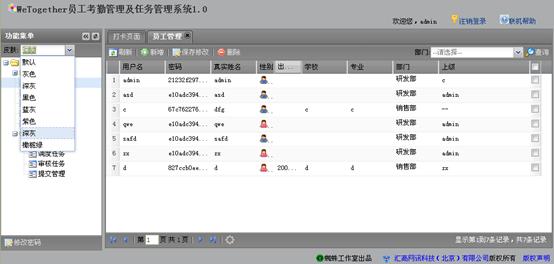 WeTogether员工考勤管理及任务管理系统1.0
欢迎您，admin 注销登录 联机帮助
功能菜单
皮肤:
默认
灰色
深灰
黑色
蓝灰
紫色
深灰
橄榄绿
调度任务
审核任务
提交管理
修改密码
打卡页面 员工管理
刷新 新增 保存修改 删除 部门 --请选择-- 查询
用户名 密码 真实姓名 性别 出... 学校 专业 部门 上级
1 admin 21232f297... admin 研发部 c
2 asd e10adc394... asd 研发部 admin
3 c 67c762276... dfg c c 销售部 --
4 qwe e10adc394... qwe 研发部 admin
5 safd e10adc394... safd 研发部 admin
6 zx e10adc394... zx 研发部 admin
7 d 827ccb0ee... d 200... d d 销售部 zx
第 1 页 共1页 显示第1到7条记录，共7条记录
蜘蛛工作室出品 汇高网讯科技（北京）有限公司版权所有 版权声明